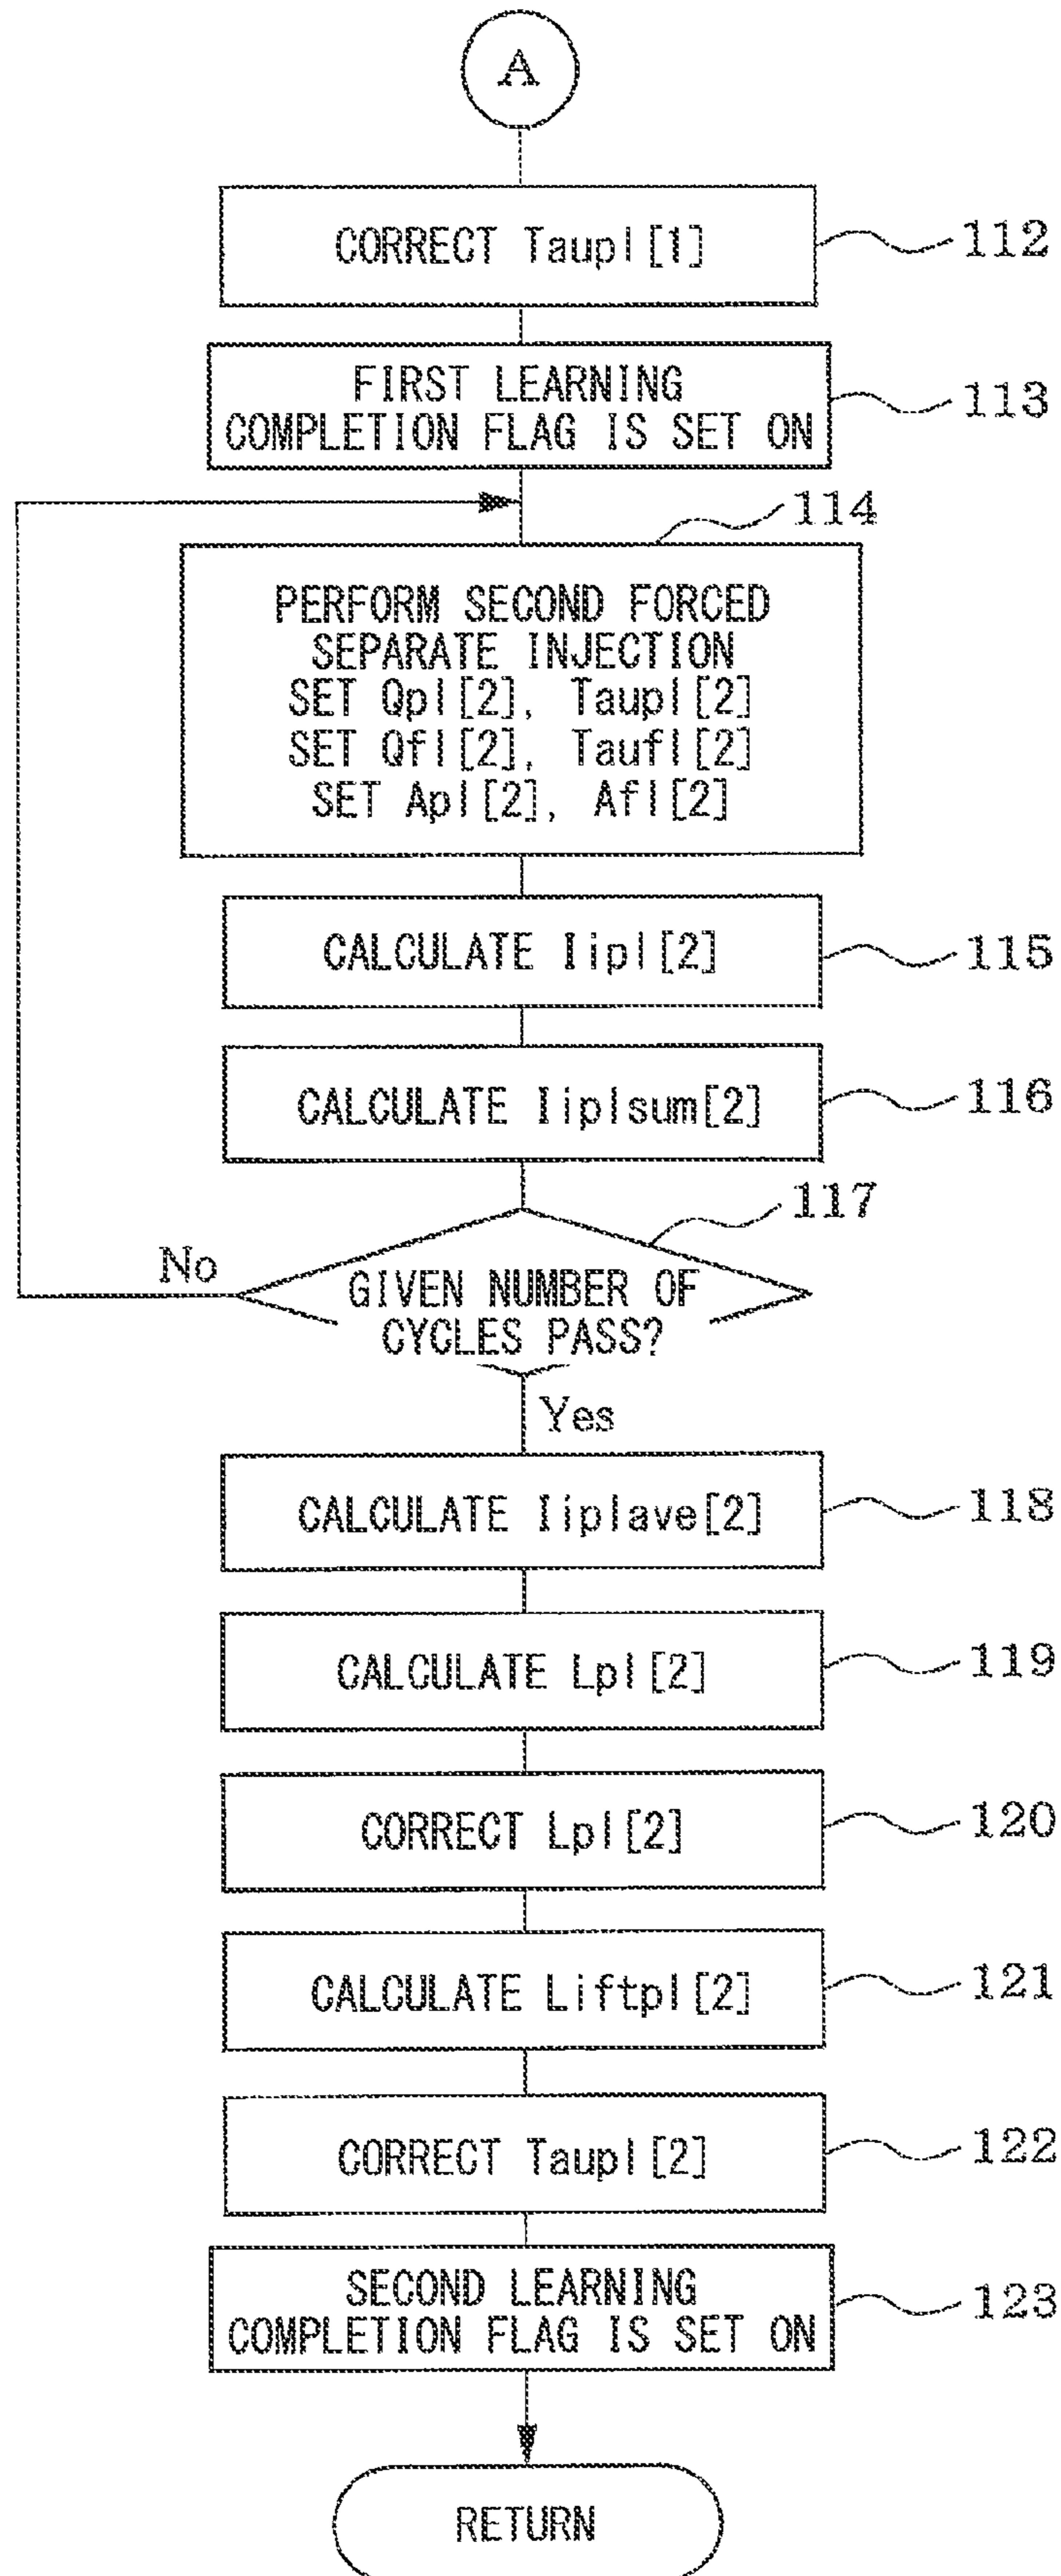 A
CORRECT Taupl[1]
112
FIRST LEARNING
COMPLETION FLAG IS SET ON
113
114
PERFORM SECOND FORCED
SEPARATE INJECTION
SET Qpl[2], Taupl[2]
SET Qfl[2], Taufl[2]
SET Apl[2], Afl[2]
CALCULATE Iipl[2]
115
CALCULATE Iiplsum[2]
116
117
No
GIVEN NUMBER OF
CYCLES PASS?
Yes
CALCULATE Iiplave[2]
118
CALCULATE Lpl[2]
119
CORRECT Lpl[2]
120
CALCULATE Liftpl[2]
121
CORRECT Taupl[2]
122
SECOND LEARNING
COMPLETION FLAG IS SET ON
123
RETURN